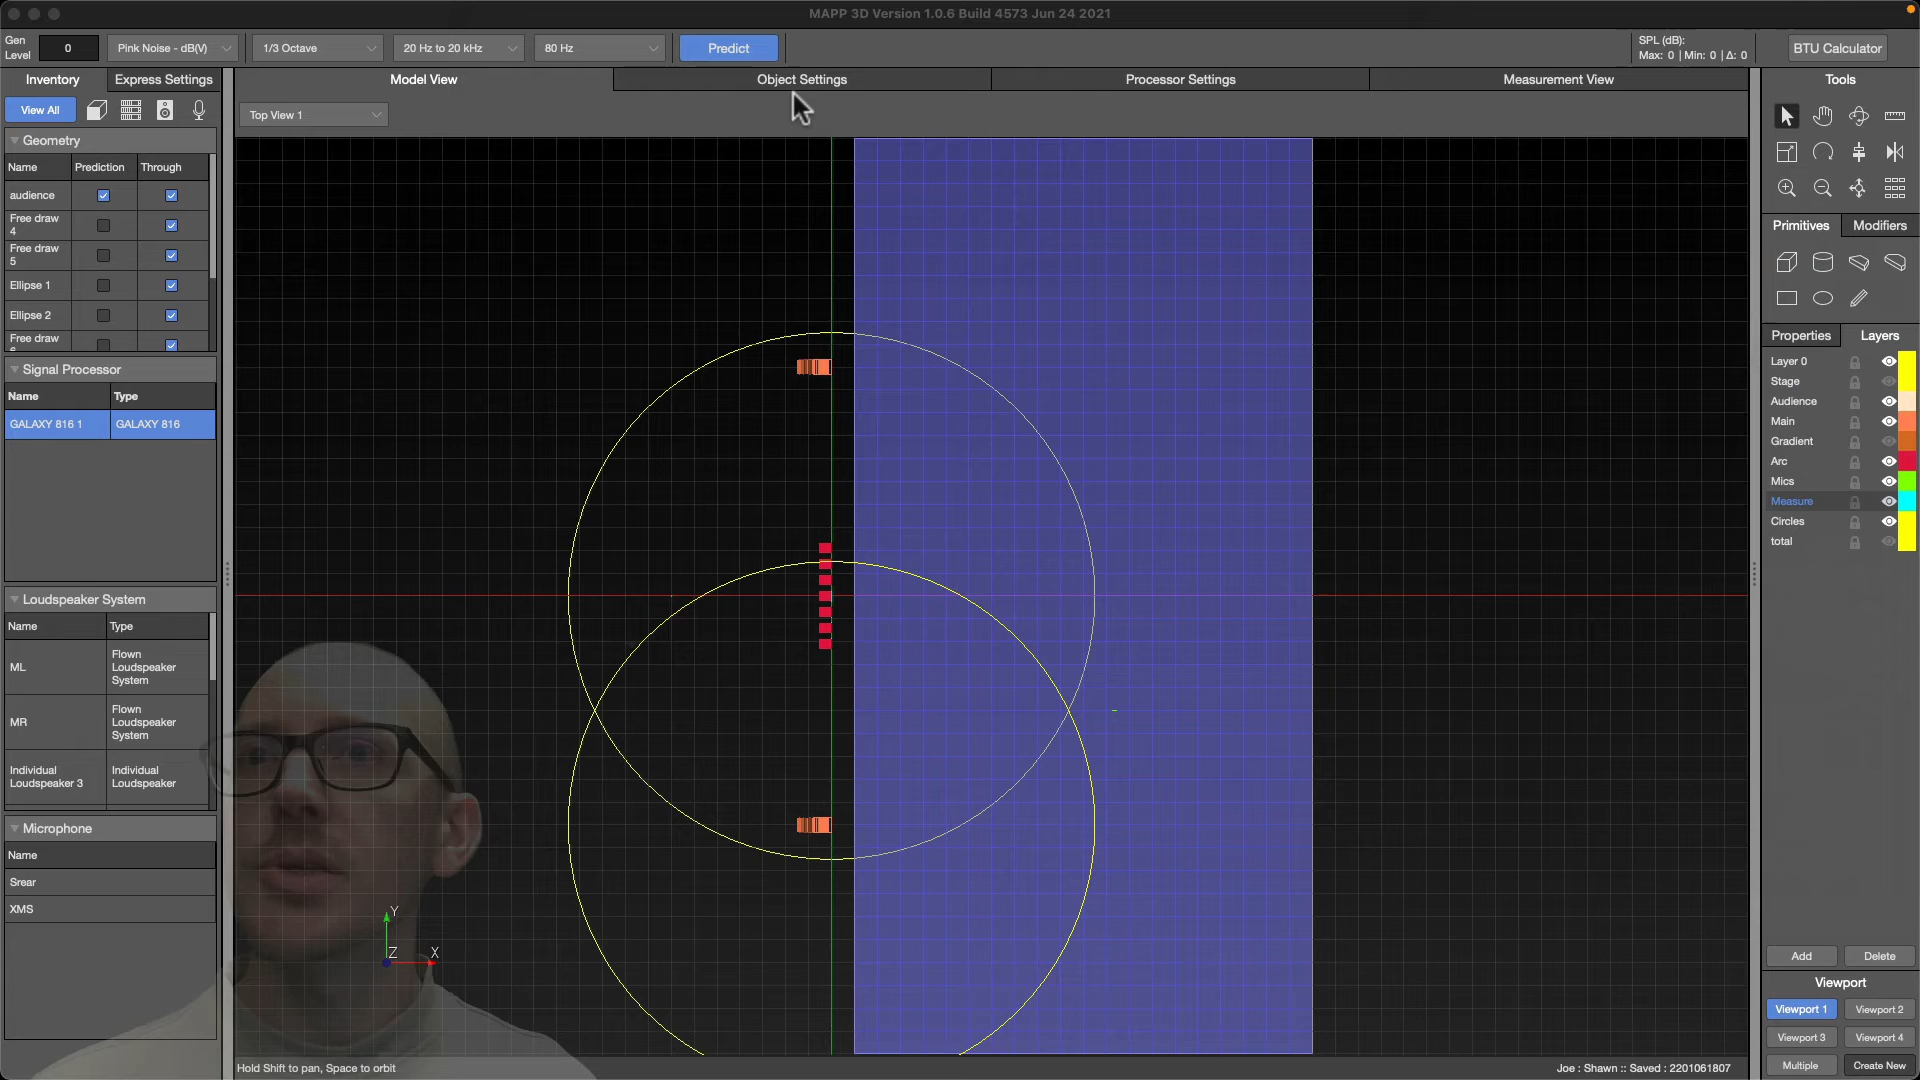 MAPP 3D Version 1.0.6 Build 4573 Jun 24 2021
Gen Level
0
Pink Noise - dB(V)
1/3 Octave
20 Hz to 20 kHz
80 Hz
Predict
SPL (dB):
Max: 0 | Min: 0 | Δ: 0
BTU Calculator
Inventory
Express Settings
Model View
Object Settings
Processor Settings
Measurement View
Tools
View All
Top View 1
Geometry
Name Prediction Through
audience
Free draw 4
Free draw 5
Ellipse 1
Ellipse 2
Free draw
Signal Processor
Name Type
GALAXY 816 1 GALAXY 816
Loudspeaker System
Name Type
ML Flown Loudspeaker System
MR Flown Loudspeaker System
Individual Loudspeaker 3 Individual Loudspeaker
Microphone
Name
Srear
XMS
Y
Z X
Hold Shift to pan, Space to orbit
Joe : Shawn :: Saved : 2201061807
Primitives Modifiers
Properties Layers
Layer 0
Stage
Audience
Main
Gradient
Arc
Mics
Measure
Circles
total
Add Delete
Viewport
Viewport 1 Viewport 2
Viewport 3 Viewport 4
Multiple Create New